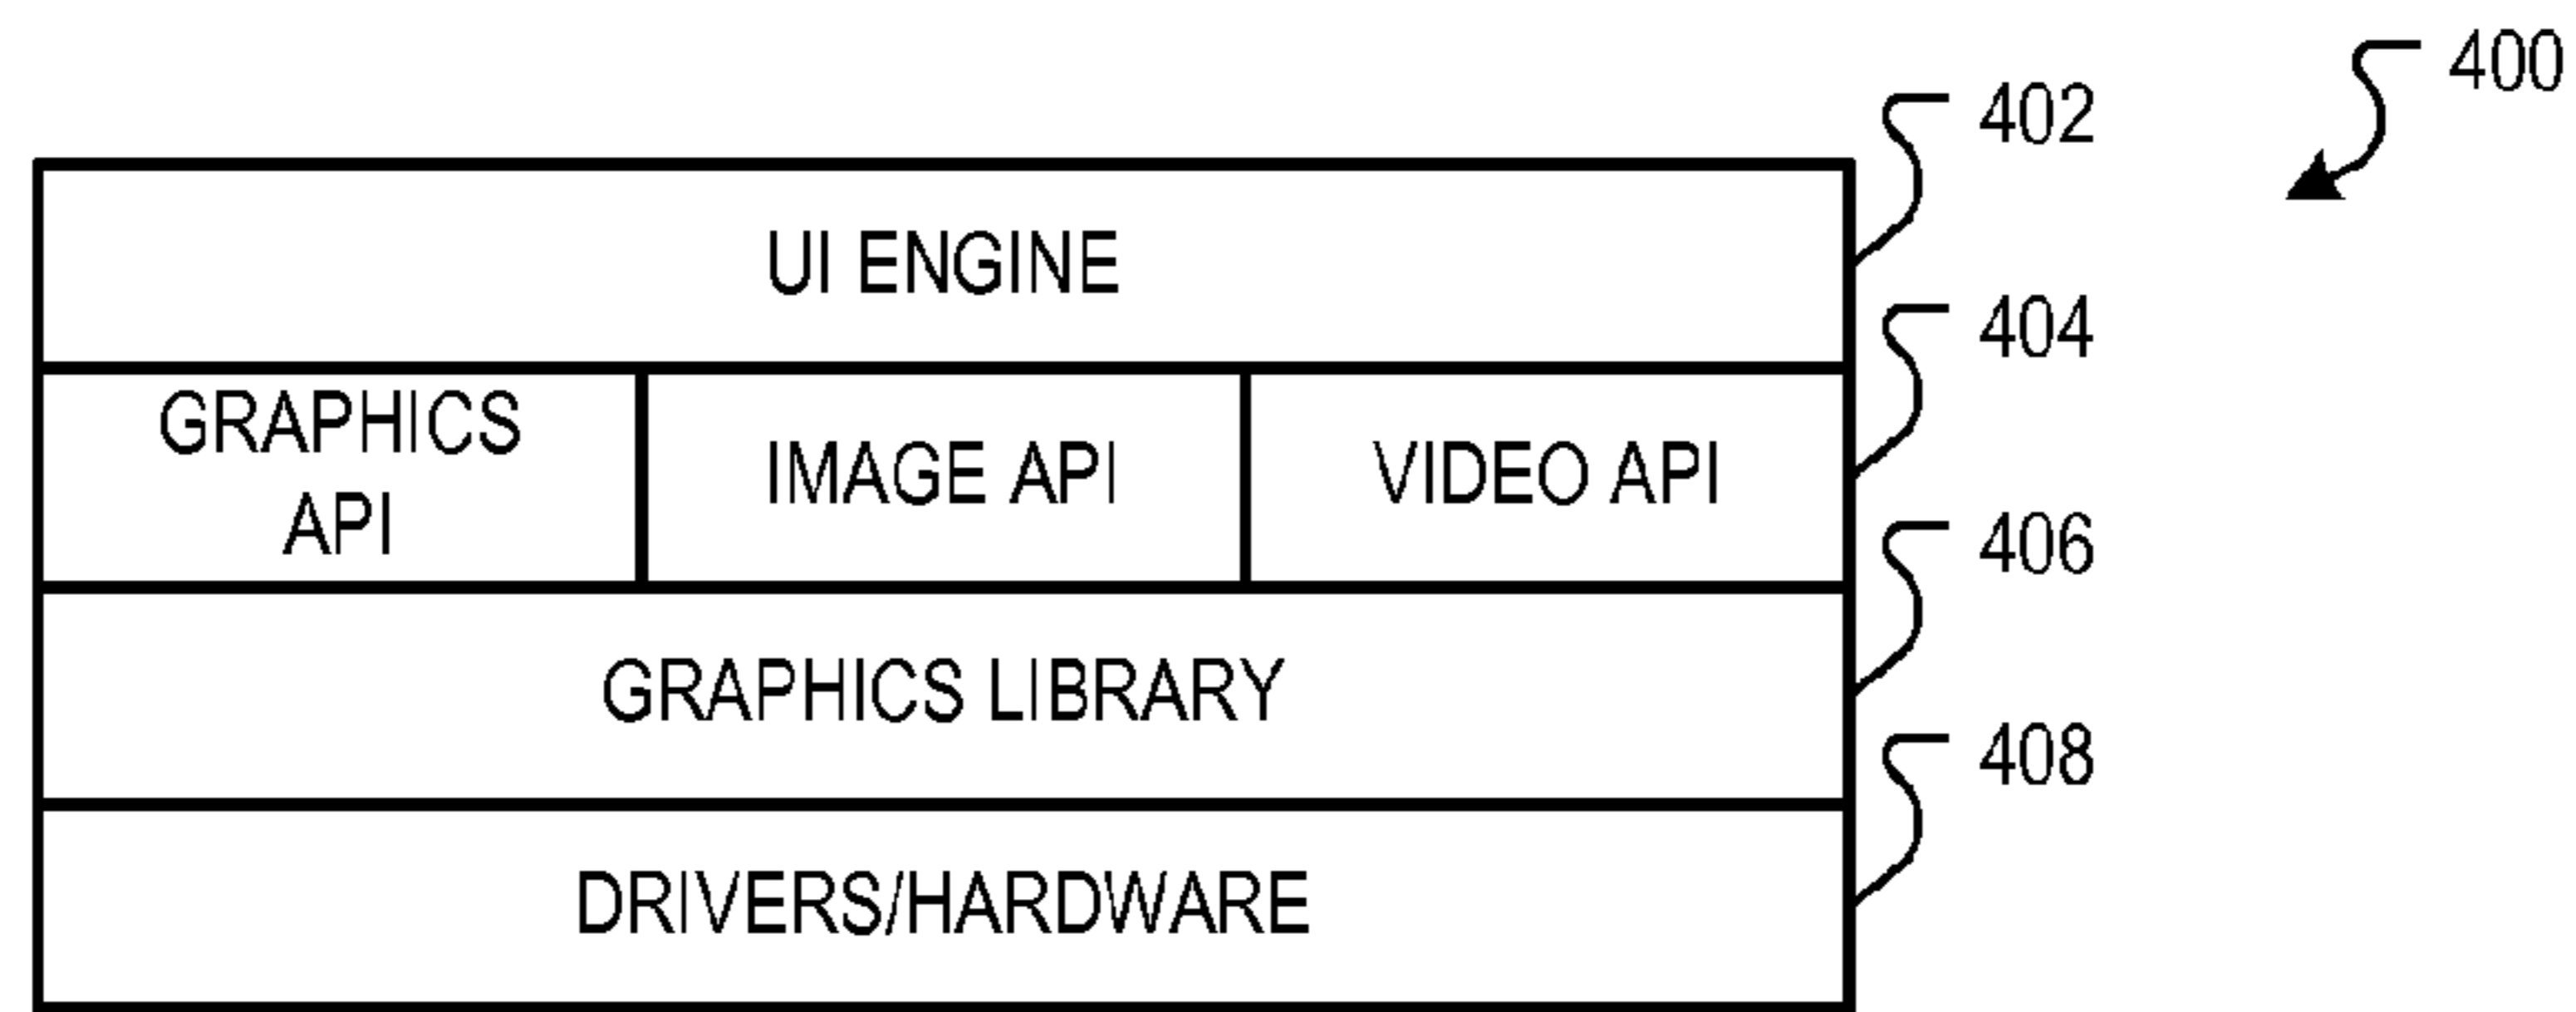 400
402
UI ENGINE
404
GRAPHICS
API
IMAGE API
VIDEO API
406
GRAPHICS LIBRARY
408
DRIVERS/HARDWARE